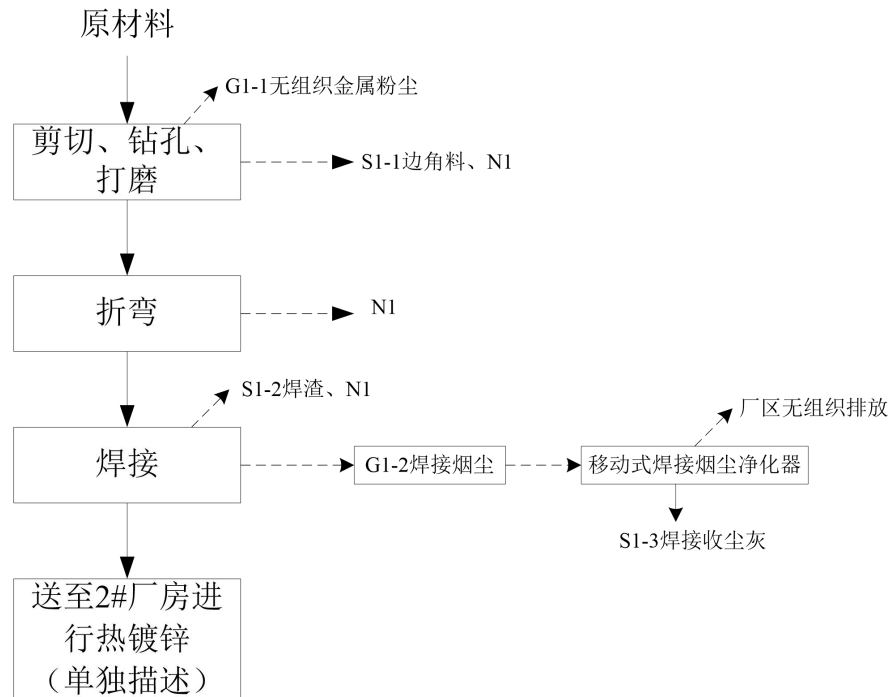 原材料
G1-1无组织金属粉尘
剪切、钻孔、
打磨
S1-1边角料、N1
折弯
N1
S1-2焊渣、N1
厂区无组织排放
焊接
G1-2焊接烟尘
移动式焊接烟尘净化器
S1-3焊接收尘灰
送至2#厂房进
行热镀锌
（单独描述）